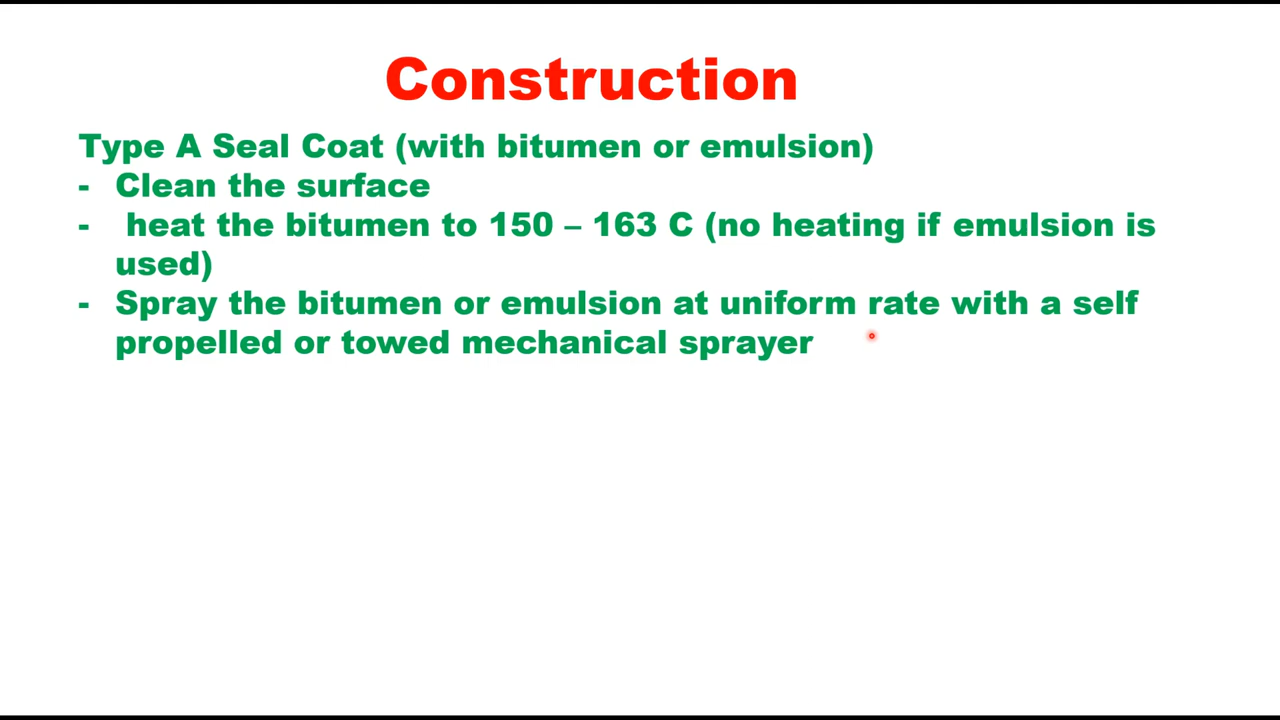 Construction
Type A Seal Coat (with bitumen or emulsion)
- Clean the surface
- heat the bitumen to 150 – 163 C (no heating if emulsion is
used)
- Spray the bitumen or emulsion at uniform rate with a self
propelled or towed mechanical sprayer